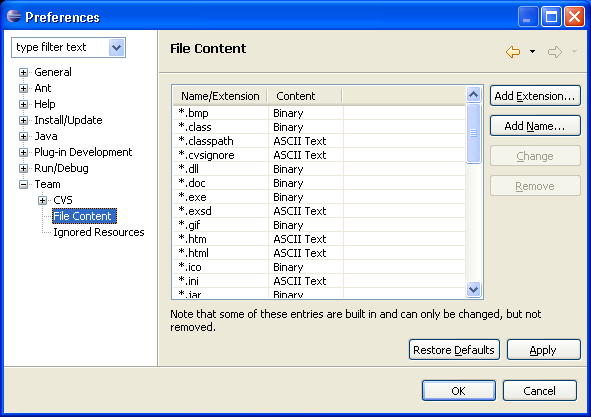 Preferences
type filter text
General
Ant
Help
Install/Update
Java
Plug-in Development
Run/Debug
Team
CVS
File Content
Ignored Resources
File Content
Name/Extension Content
*.bmp Binary
*.class Binary
*.classpath ASCII Text
*.cvsignore ASCII Text
*.dll Binary
*.doc Binary
*.exe Binary
*.exsd ASCII Text
*.gif Binary
*.htm ASCII Text
*.html ASCII Text
*.ico Binary
*.ini ASCII Text
*.jar Binary
Add Extension...
Add Name...
Change
Remove
Note that some of these entries are built in and can only be changed, but not
removed.
Restore Defaults Apply
OK Cancel